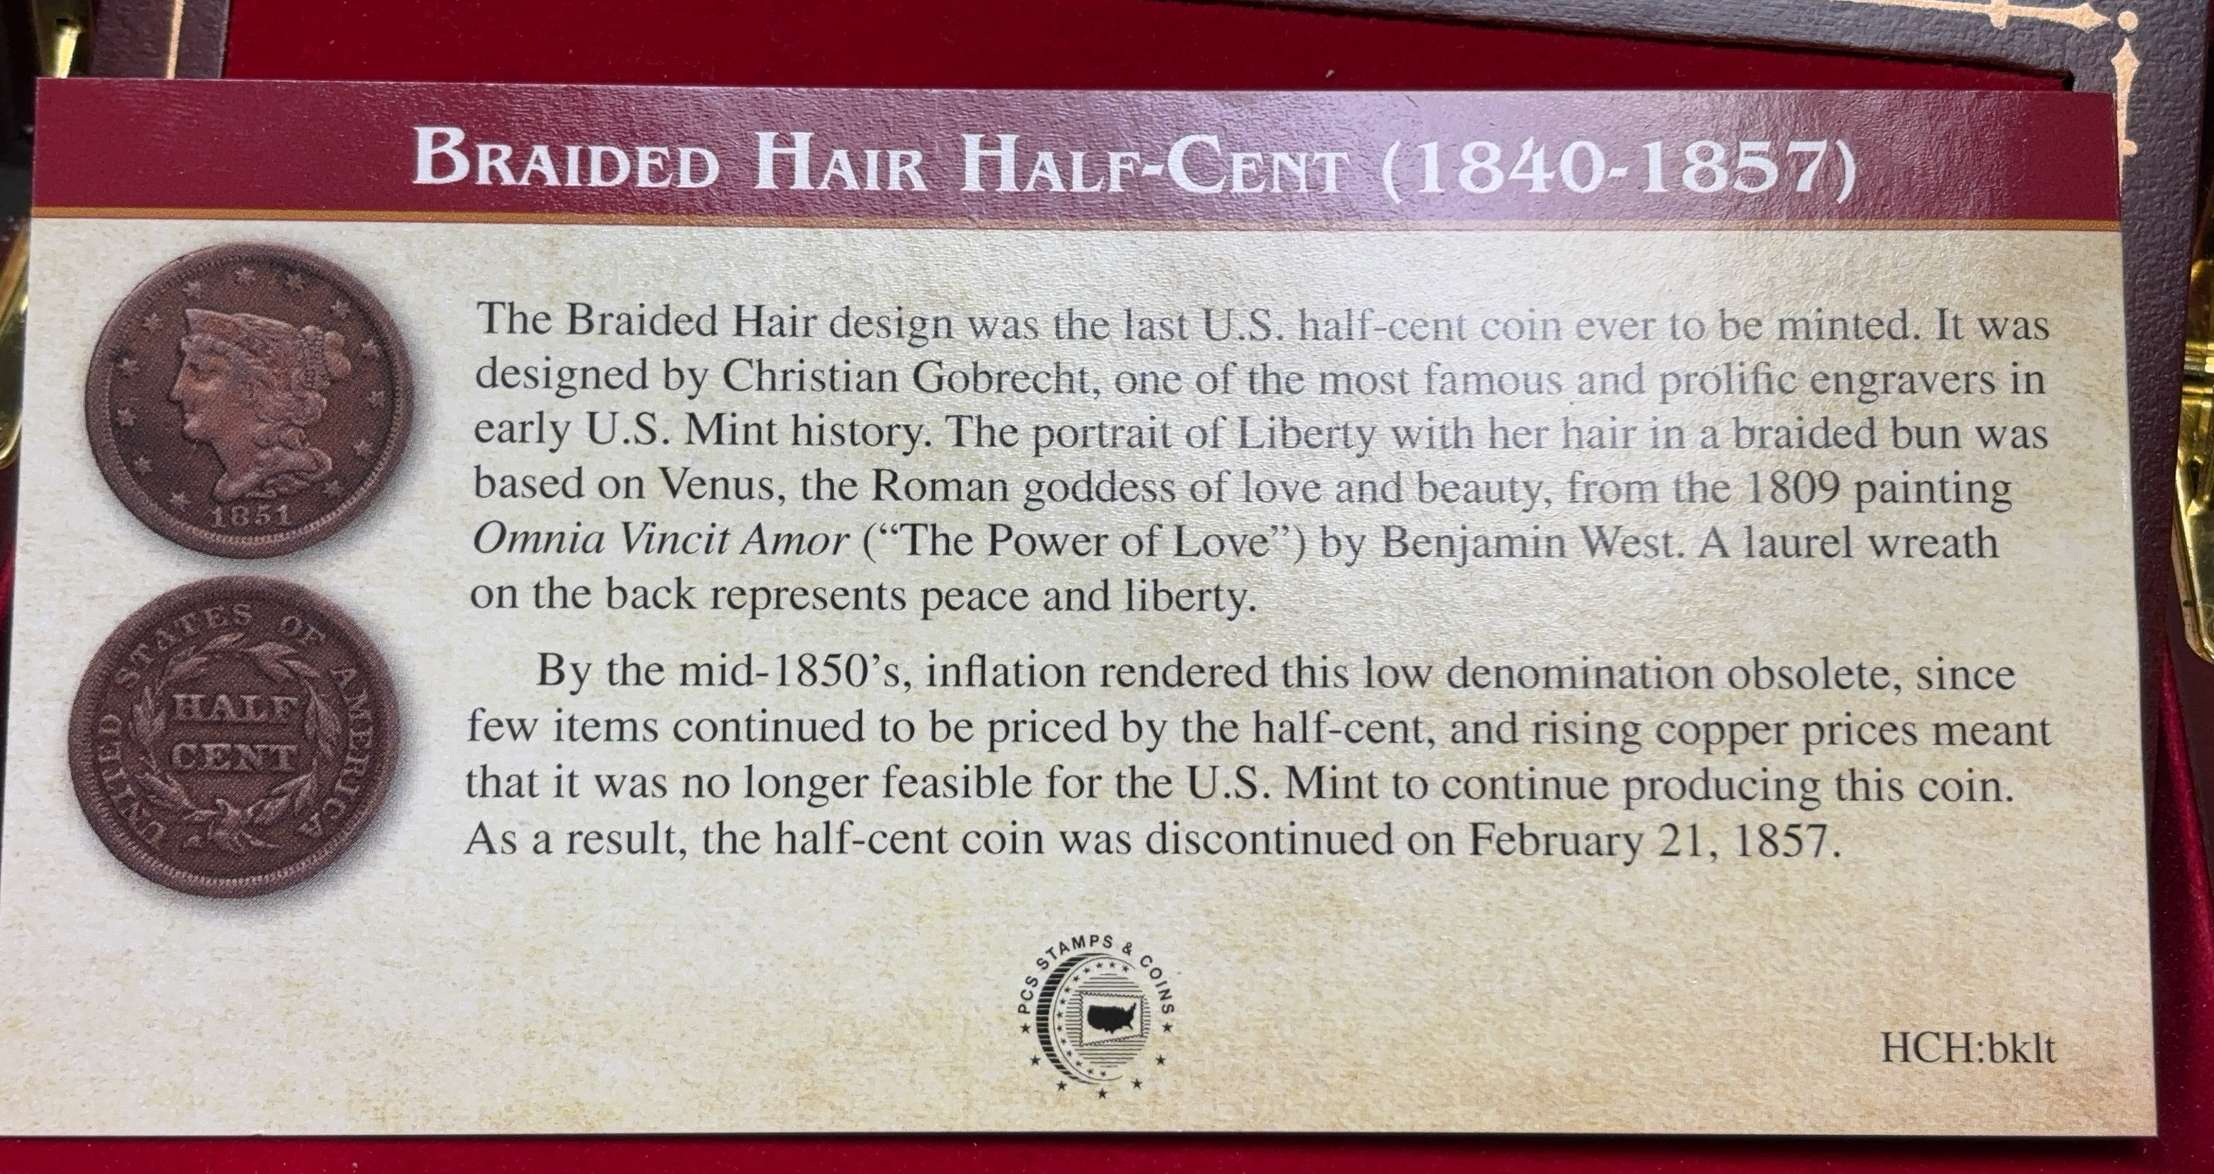 BRAIDED HAIR HALF-CENT (1840-1857)
The Braided Hair design was the last U.S. half-cent coin ever to be minted. It was
designed by Christian Gobrecht, one of the most famous and prolific engravers in
early U.S. Mint history. The portrait of Liberty with her hair in a braided bun was
based on Venus, the Roman goddess of love and beauty, from the 1809 painting
Omnia Vincit Amor (“The Power of Love”) by Benjamin West. A laurel wreath
on the back represents peace and liberty.
By the mid-1850’s, inflation rendered this low denomination obsolete, since
few items continued to be priced by the half-cent, and rising copper prices meant
that it was no longer feasible for the U.S. Mint to continue producing this coin.
As a result, the half-cent coin was discontinued on February 21, 1857.
1851
UNITED STATES OF AMERICA
HALF
CENT
PCS STAMPS & COINS
HCH:bklt